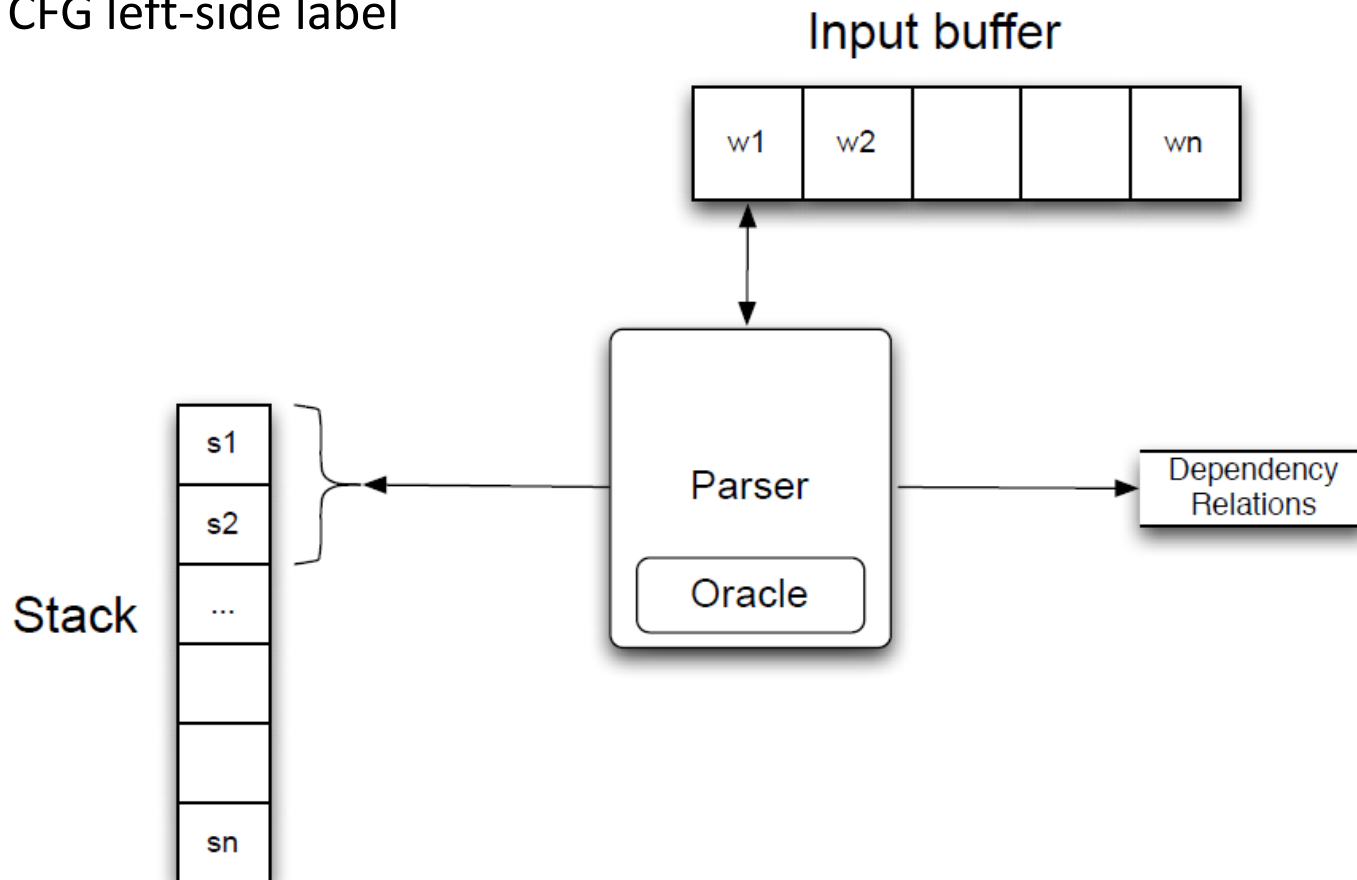 CFG left-side label
Input buffer
w1 w2 wn
s1
s2
...
sn
Stack
Parser
Oracle
Dependency
Relations